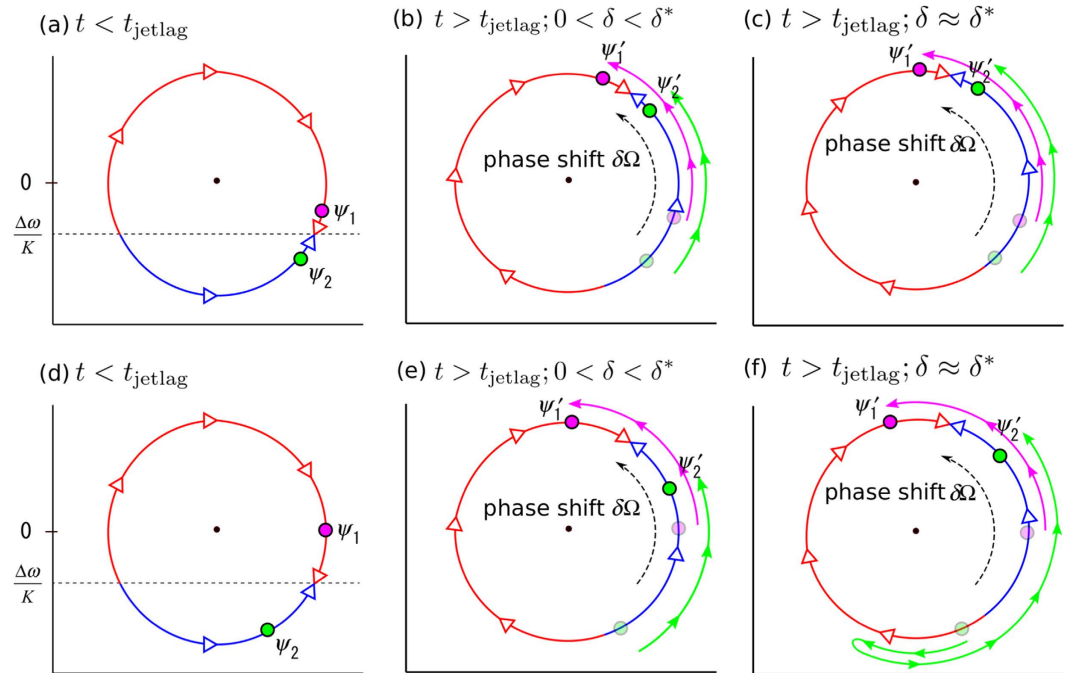 (a) t < t_jetlag
(b) t > t_jetlag; 0 < δ < δ*
(c) t > t_jetlag; δ ≈ δ*
0
Δω/K
ψ₁
ψ₂
ψ₁′
ψ₂′
phase shift δΩ
ψ₁′
ψ₂′
phase shift δΩ
(d) t < t_jetlag
(e) t > t_jetlag; 0 < δ < δ*
(f) t > t_jetlag; δ ≈ δ*
0
Δω/K
ψ₁
ψ₂
ψ₁′
ψ₂′
phase shift δΩ
ψ₁′
ψ₂′
phase shift δΩ